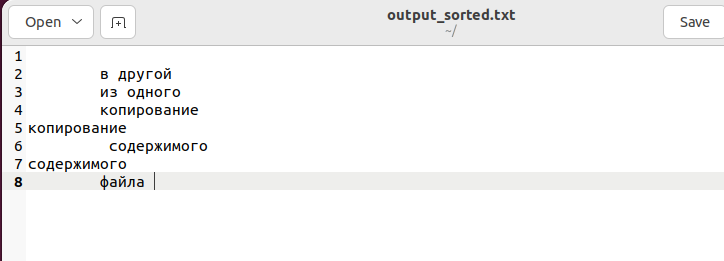 Open
output_sorted.txt
~/
Save
1
2 в другой
3 из одного
4 копирование
5 копирование
6 содержимого
7 содержимого
8 файла